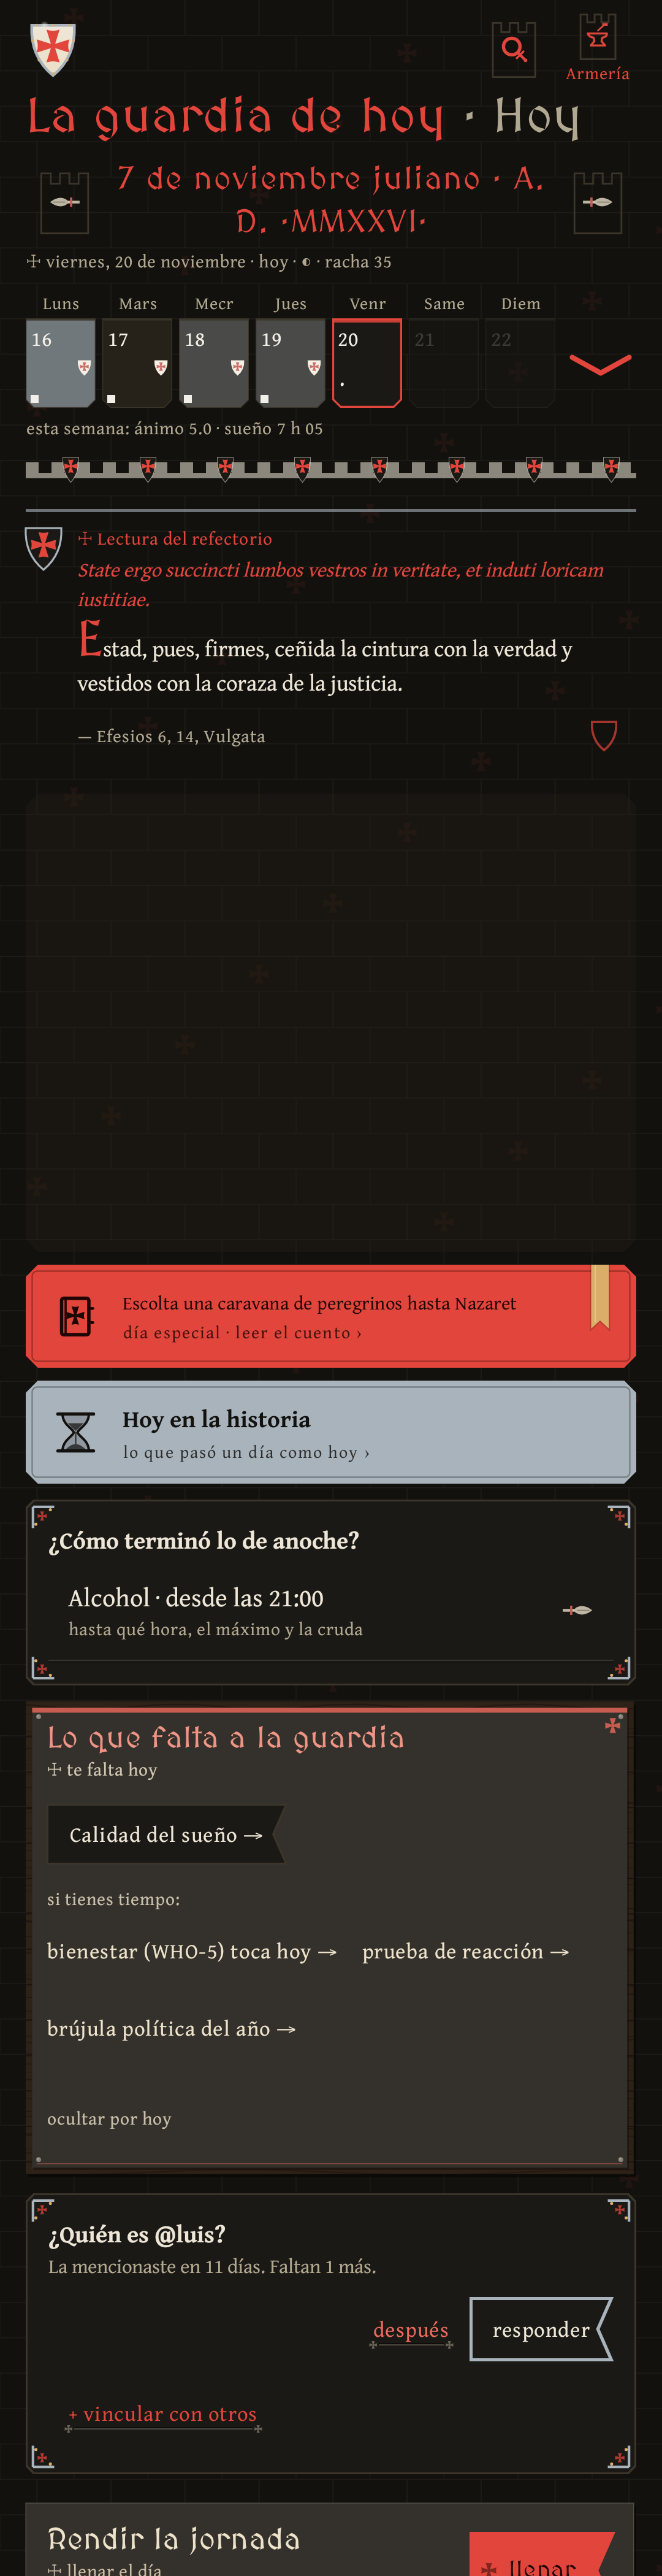 Armería
La guardia de hoy · Hoy
7 de noviembre juliano · A.
D. ·MMXXVI·
☩ viernes, 20 de noviembre · hoy · ◐ · racha 35
Luns Mars Mecr Jues Venr Same Diem
16 17 18 19 20 21 22
esta semana: ánimo 5.0 · sueño 7 h 05
☩ Lectura del refectorio
State ergo succincti lumbos vestros in veritate, et induti loricam
iustitiae.
Estad, pues, firmes, ceñida la cintura con la verdad y
vestidos con la coraza de la justicia.
— Efesios 6, 14, Vulgata
Escolta una caravana de peregrinos hasta Nazaret
día especial · leer el cuento ›
Hoy en la historia
lo que pasó un día como hoy ›
¿Cómo terminó lo de anoche?
Alcohol · desde las 21:00
hasta qué hora, el máximo y la cruda
Lo que falta a la guardia
☩ te falta hoy
Calidad del sueño →
si tienes tiempo:
bienestar (WHO-5) toca hoy → prueba de reacción →
brújula política del año →
ocultar por hoy
¿Quién es @luis?
La mencionaste en 11 días. Faltan 1 más.
después responder
+ vincular con otros
Rendir la jornada
☩ llenar el día
llenar